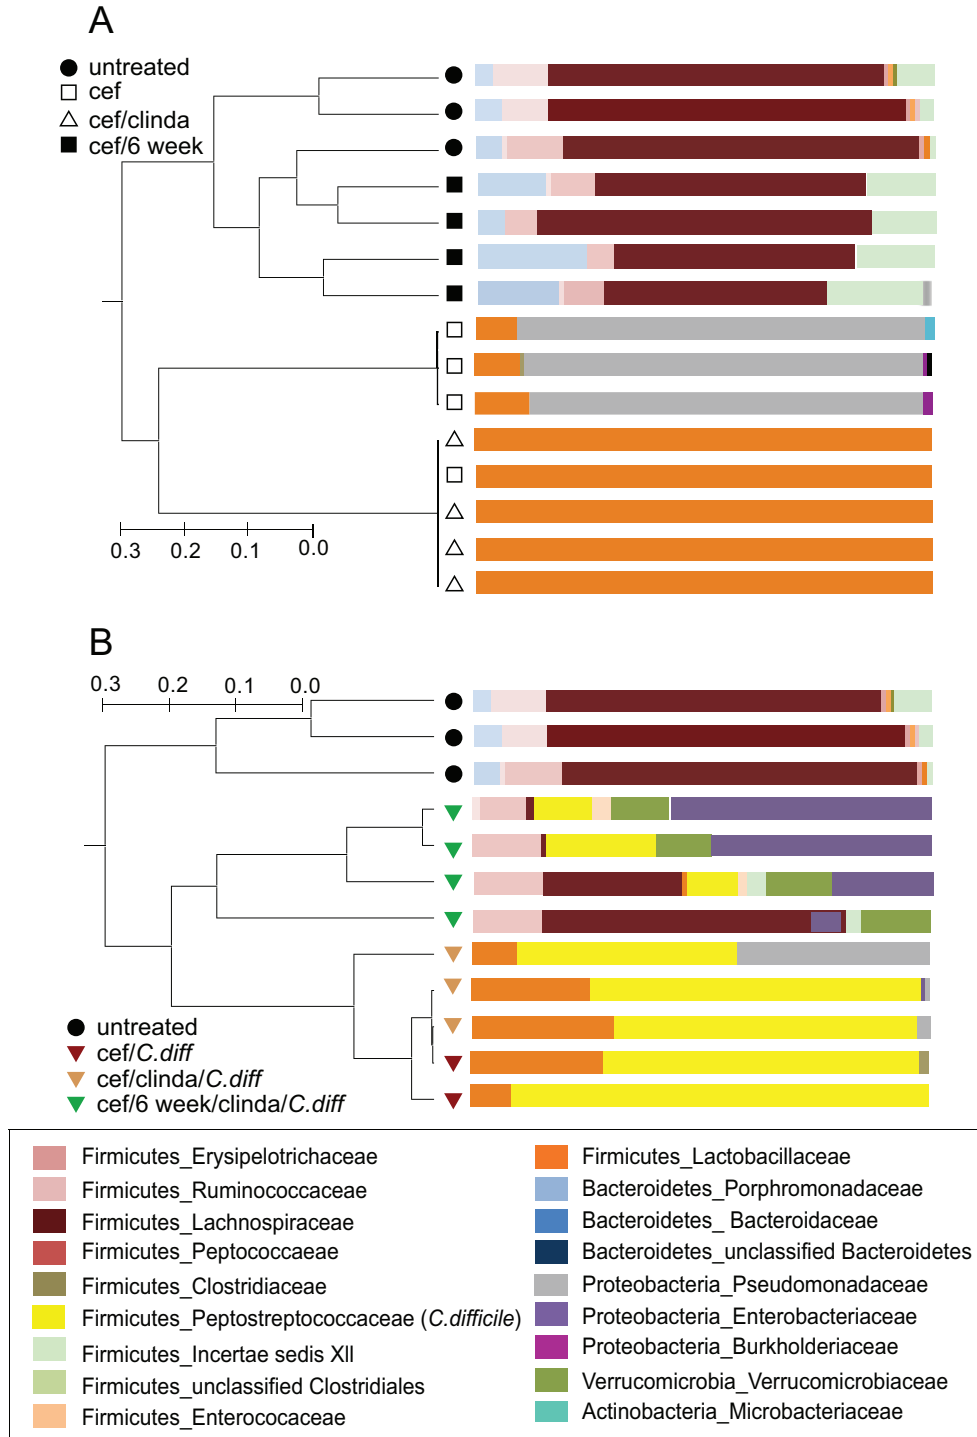 A
untreated
cef
cef/clinda
cef/6 week
0.3 0.2 0.1 0.0
B
0.3 0.2 0.1 0.0
untreated
cef/C.diff
cef/clinda/C.diff
cef/6 week/clinda/C.diff
Firmicutes_Erysipelotrichaceae
Firmicutes_Ruminococcaceae
Firmicutes_Lachnospiraceae
Firmicutes_Peptococcaeae
Firmicutes_Clostridiaceae
Firmicutes_Peptostreptococcaceae (C.difficile)
Firmicutes_Incertae sedis XII
Firmicutes_unclassified Clostridiales
Firmicutes_Enterococaceae
Firmicutes_Lactobacillaceae
Bacteroidetes_Porphromonadaceae
Bacteroidetes_ Bacteroidaceae
Bacteroidetes_unclassified Bacteroidetes
Proteobacteria_Pseudomonadaceae
Proteobacteria_Enterobacteriaceae
Proteobacteria_Burkholderiaceae
Verrucomicrobia_Verrucomicrobiaceae
Actinobacteria_Microbacteriaceae